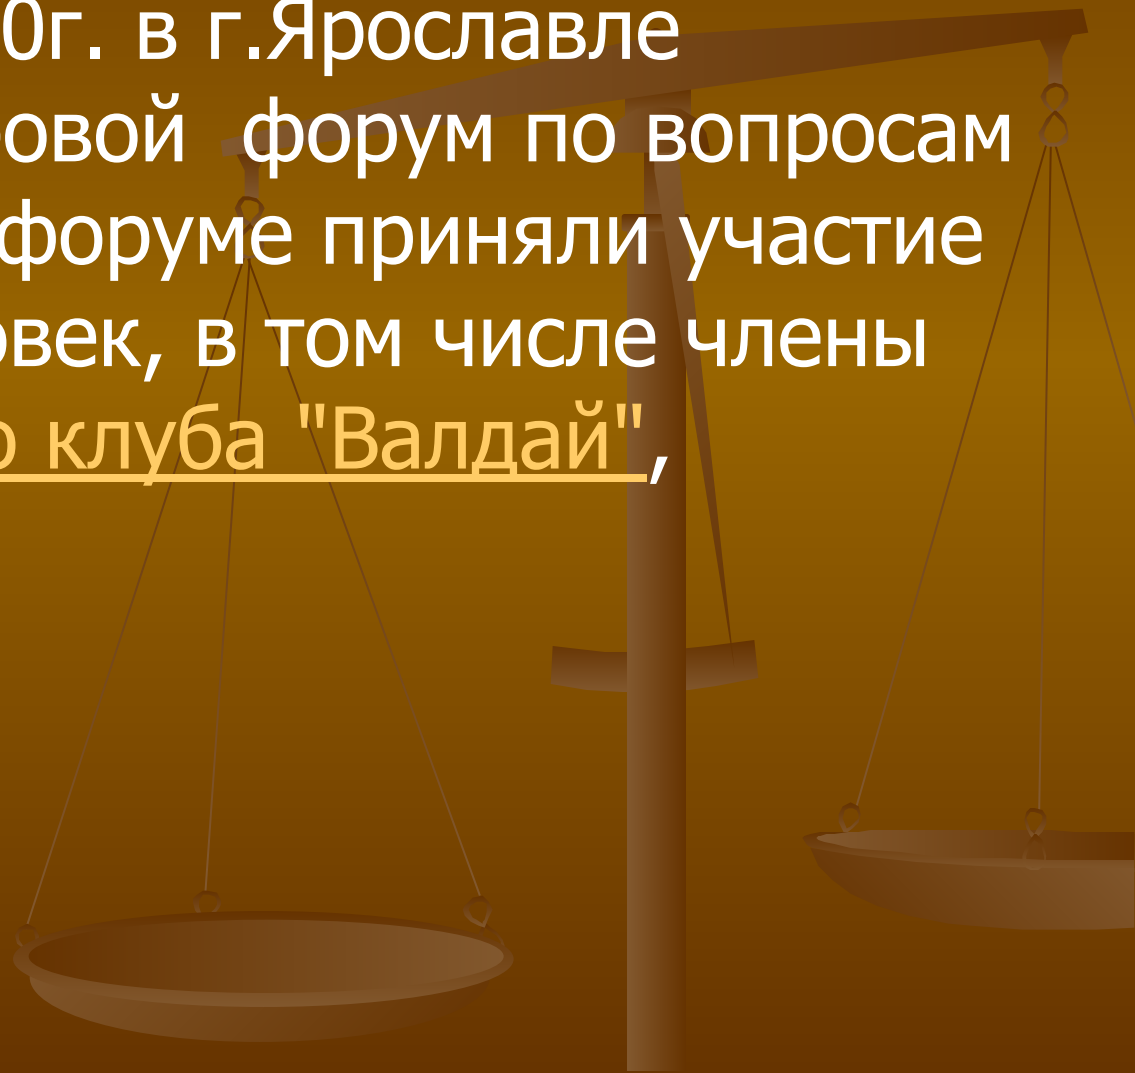 0г. в г.Ярославле
овой форум по вопросам
форуме приняли участие
овек, в том числе члены
о клуба "Валдай",